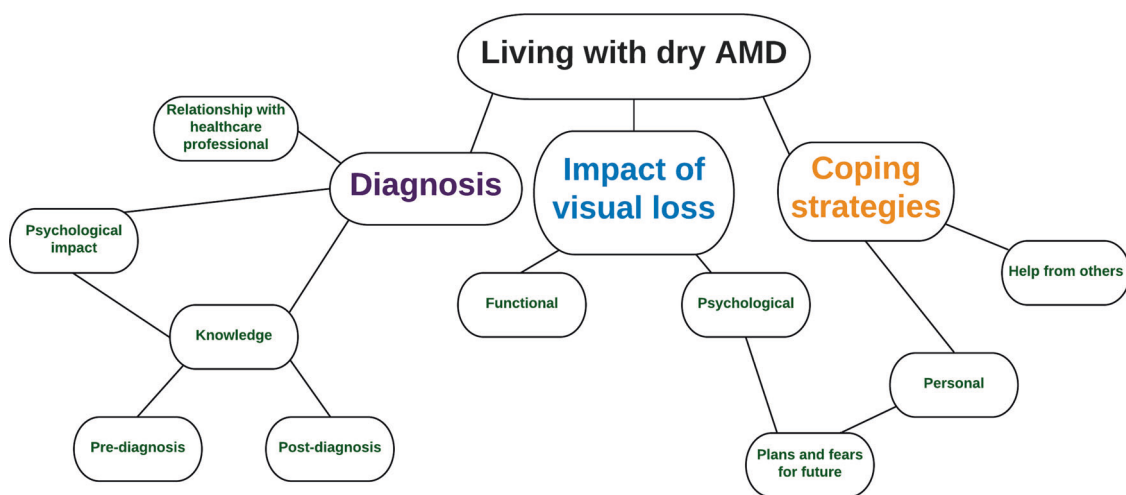 Living with dry AMD
Relationship with
healthcare
professional
Diagnosis
Impact of
visual loss
Coping
strategies
Psychological
impact
Help from others
Functional
Psychological
Knowledge
Personal
Pre-diagnosis
Post-diagnosis
Plans and fears
for future